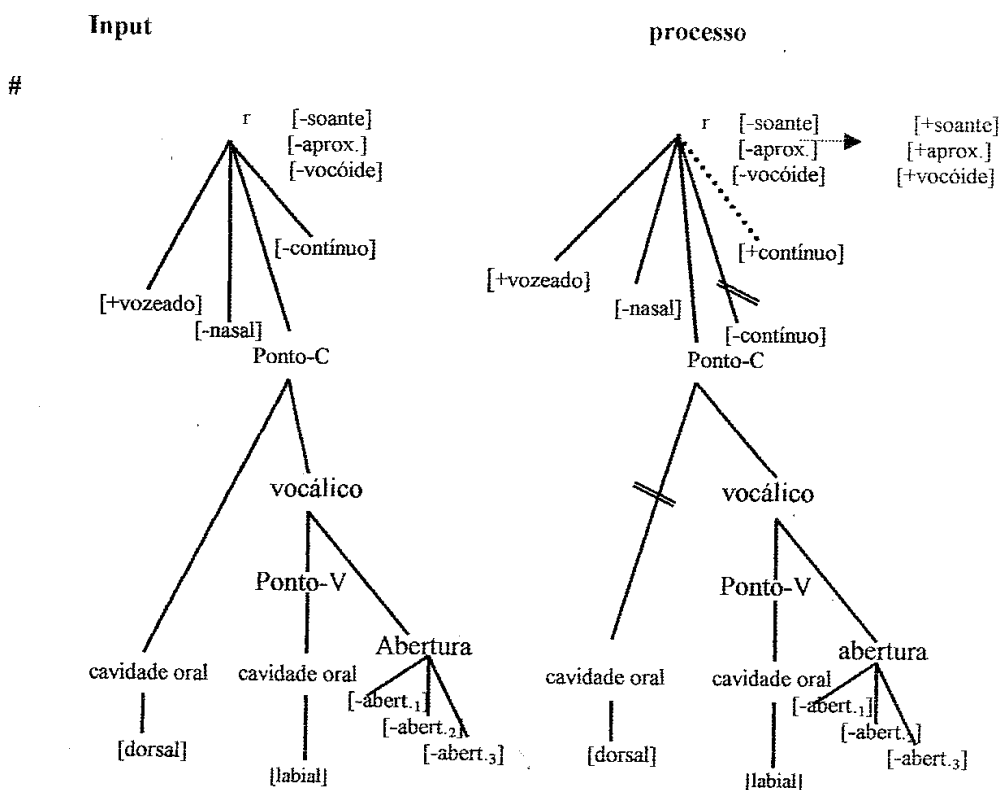 Input
processo
#
r [-soante]
[-aprox.]
[-vocóide]
r [-soante]
[-aprox.]
[-vocóide]
[+soante]
[+aprox.]
[+vocóide]
[-contínuo]
[+contínuo]
[+vozeado]
[+vozeado]
[-nasal]
[-nasal]
[-contínuo]
Ponto-C
Ponto-C
vocálico
vocálico
Ponto-V
Ponto-V
Abertura
abertura
cavidade oral
cavidade oral
cavidade oral
cavidade oral
[-abert.1]
[-abert.2]
[-abert.3]
[-abert.1]
[-abert.2]
[-abert.3]
[dorsal]
[labial]
[dorsal]
[labial]